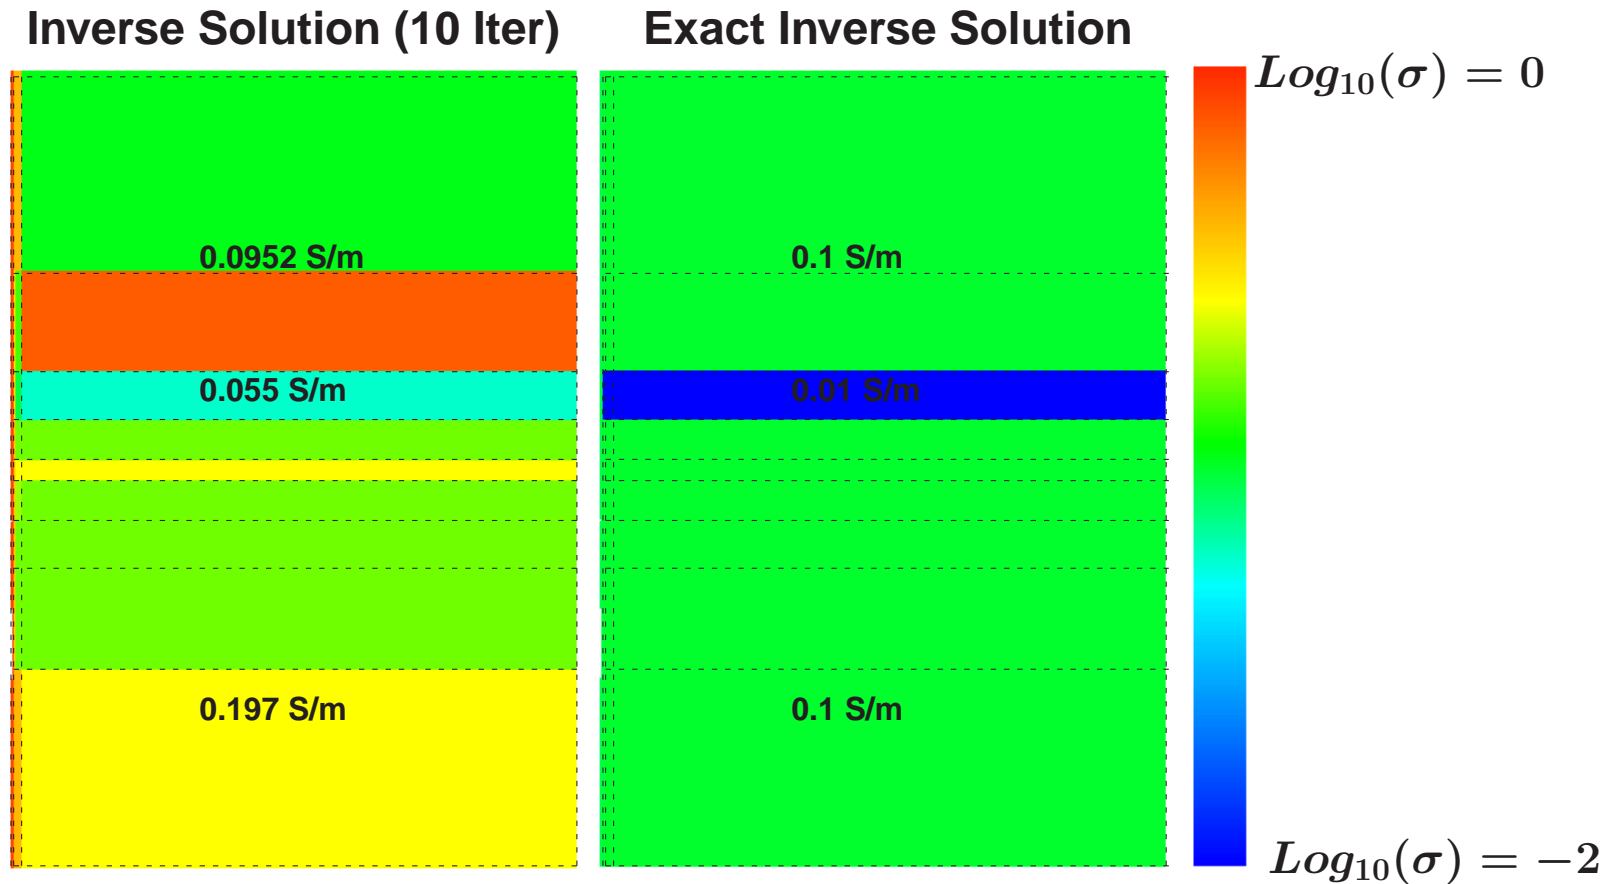 Inverse Solution (10 Iter)
Exact Inverse Solution
Log₁₀(σ) = 0
0.0952 S/m
0.1 S/m
0.055 S/m
0.01 S/m
0.197 S/m
0.1 S/m
Log₁₀(σ) = −2